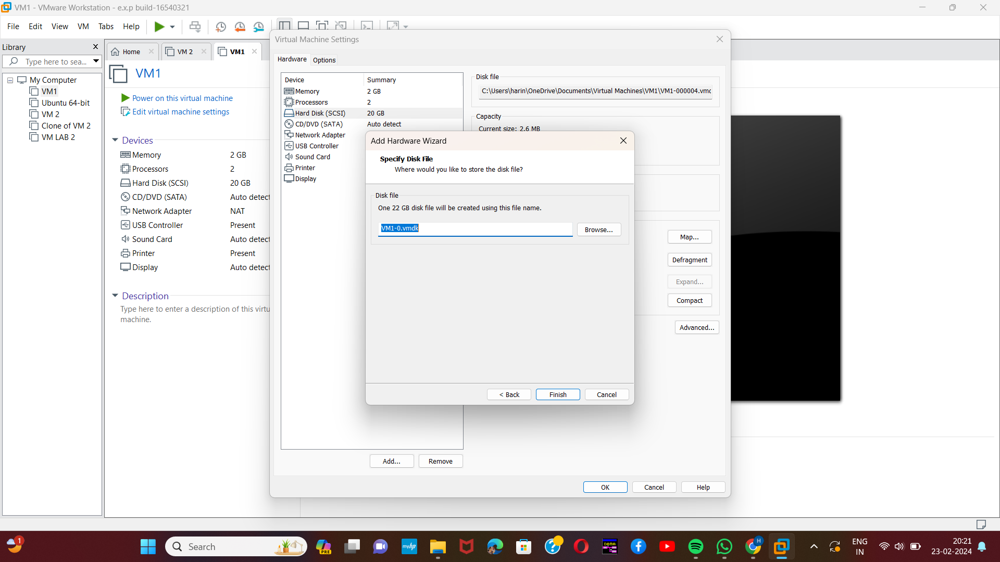 VM1 - VMware Workstation - e.x.p build-16540321
File Edit View VM Tabs Help
Library
Type here to sea...
My Computer
VM1
Ubuntu 64-bit
VM 2
Clone of VM 2
VM LAB 2
Home
VM 2
VM1
VM1
Power on this virtual machine
Edit virtual machine settings
Devices
Memory 2 GB
Processors 2
Hard Disk (SCSI) 20 GB
CD/DVD (SATA) Auto detect
Network Adapter NAT
USB Controller Present
Sound Card Auto detect
Printer Present
Display Auto detect
Description
Type here to enter a description of this virtu
machine.
Virtual Machine Settings
Hardware Options
Device Summary
Memory 2 GB
Processors 2
Hard Disk (SCSI) 20 GB
CD/DVD (SATA) Auto detect
Network Adapter
USB Controller
Sound Card
Printer
Display
Add... Remove
Disk file
C:\Users\harin\OneDrive\Documents\Virtual Machines\VM1\VM1-000004.vmc
Capacity
Current size: 2.6 MB
Map...
Defragment
Expand...
Compact
Advanced...
OK Cancel Help
Add Hardware Wizard
Specify Disk File
Where would you like to store the disk file?
Disk file
One 22 GB disk file will be created using this file name.
VM1-0.vmdk
Browse...
< Back Finish Cancel
1
Search
PRE
myhp
DATA
H
ENG
IN
20:21
23-02-2024